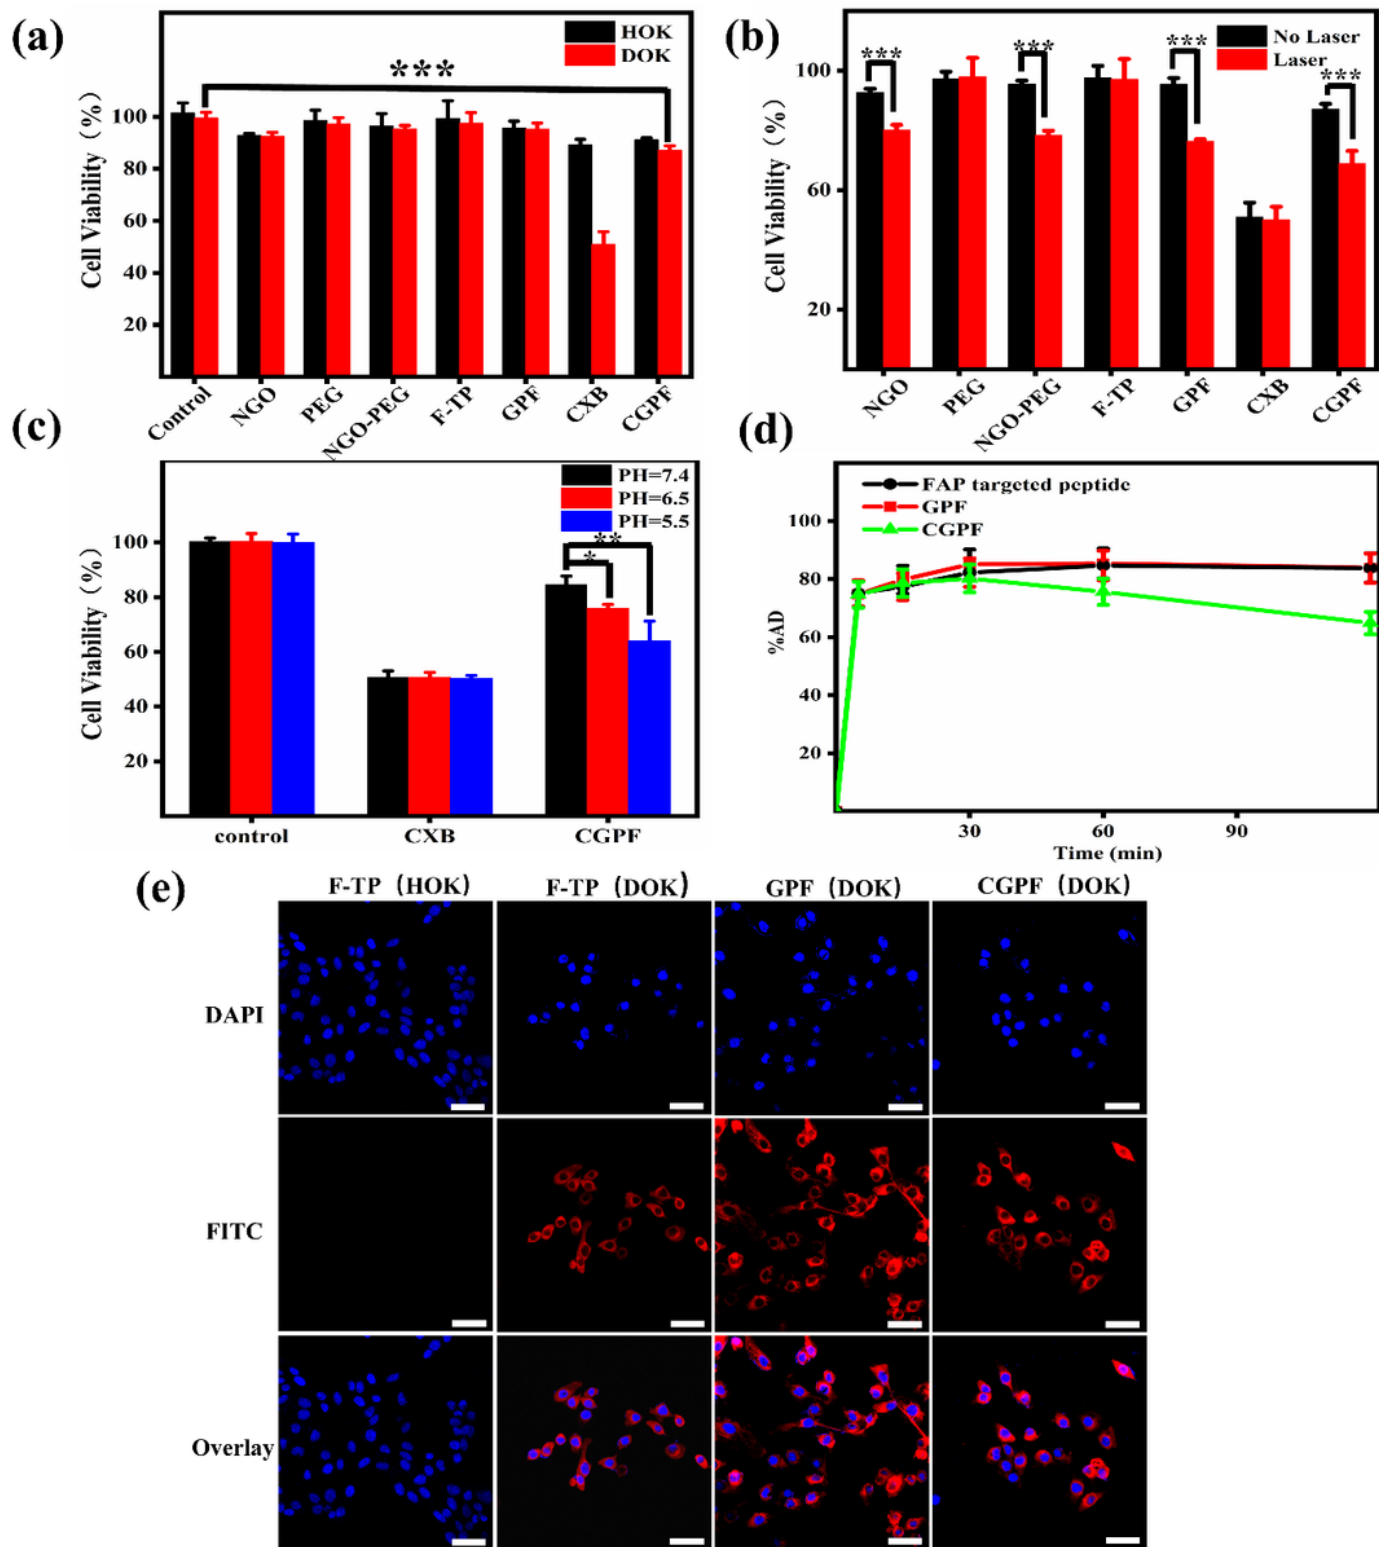 (a)
HOK
DOK
***
Cell Viability (%)
100
80
60
40
20
Control
NGO
PEG
NGO-PEG
F-TP
GPF
CXB
CGPF
(b)
No Laser
Laser
***
***
***
***
Cell Viability (%)
100
60
20
NGO
PEG
NGO-PEG
F-TP
GPF
CXB
CGPF
(c)
PH=7.4
PH=6.5
PH=5.5
**
*
Cell Viability (%)
100
80
60
40
20
control
CXB
CGPF
(d)
FAP targeted peptide
GPF
CGPF
%AD
100
80
60
40
20
30
60
90
Time (min)
(e)
F-TP (HOK)
F-TP (DOK)
GPF (DOK)
CGPF (DOK)
DAPI
FITC
Overlay